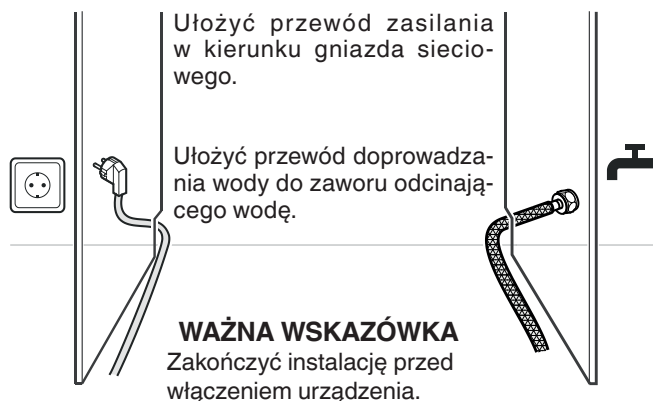 Ułożyć przewód zasilania
w kierunku gniazda siecio-
wego.
Ułożyć przewód doprowadza-
nia wody do zaworu odcinają-
cego wodę.
WAŻNA WSKAZÓWKA
Zakończyć instalację przed
włączeniem urządzenia.